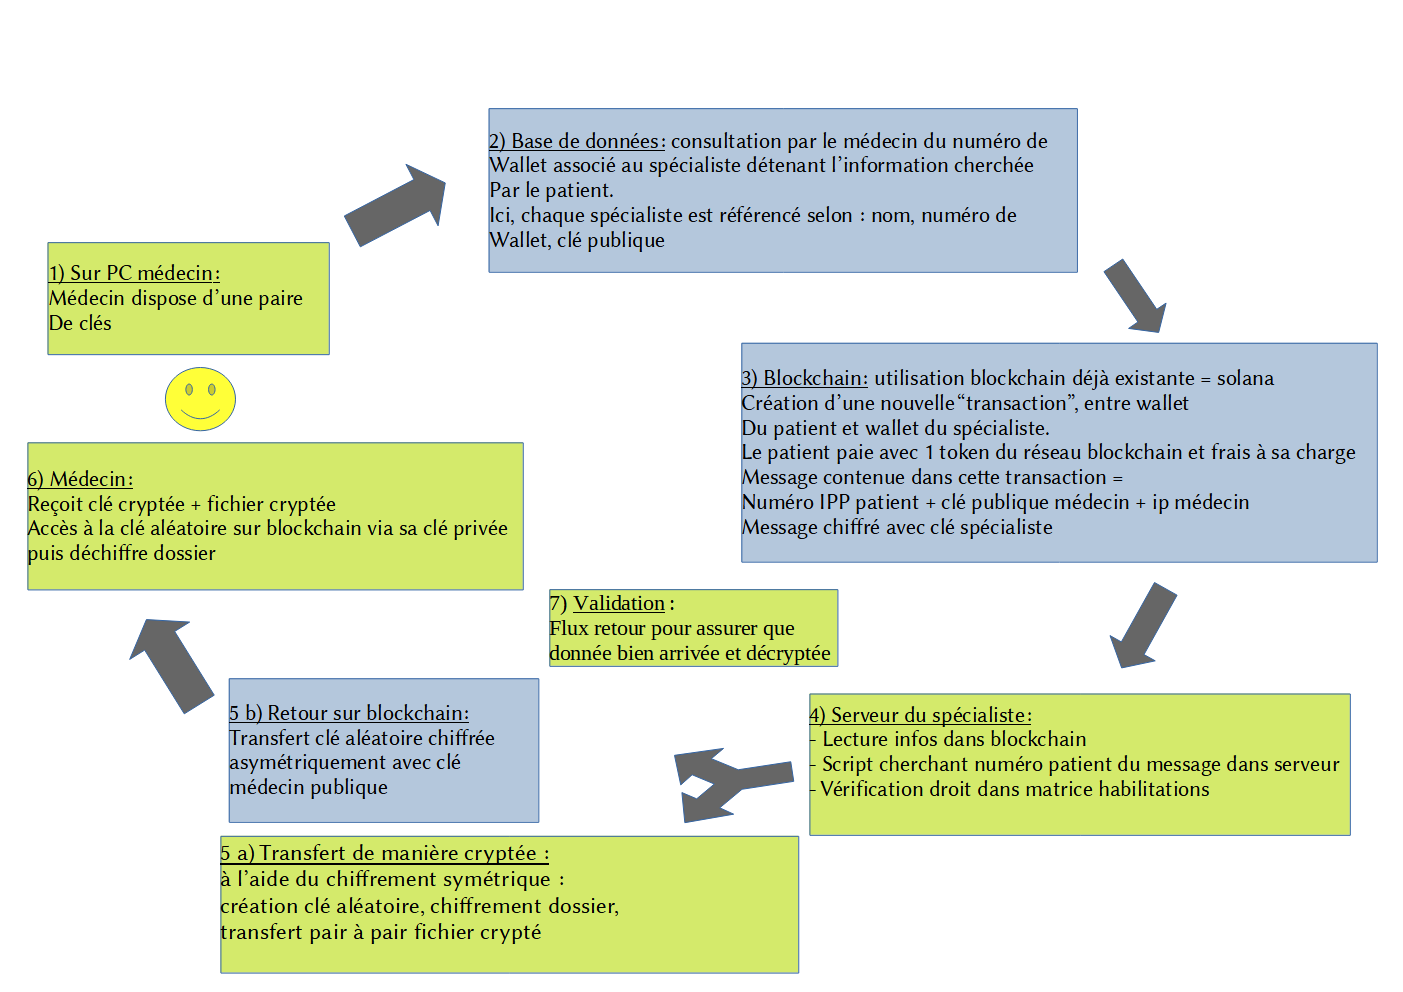 1) Sur PC médecin:
Médecin dispose d’une paire
De clés
2) Base de données: consultation par le médecin du numéro de
Wallet associé au spécialiste détenant l’information cherchée
Par le patient.
Ici, chaque spécialiste est référencé selon : nom, numéro de
Wallet, clé publique
3) Blockchain: utilisation blockchain déjà existante = solana
Création d’une nouvelle“transaction”, entre wallet
Du patient et wallet du spécialiste.
Le patient paie avec 1 token du réseau blockchain et frais à sa charge
Message contenue dans cette transaction =
Numéro IPP patient + clé publique médecin + ip médecin
Message chiffré avec clé spécialiste
4) Serveur du spécialiste:
- Lecture infos dans blockchain
- Script cherchant numéro patient du message dans serveur
- Vérification droit dans matrice habilitations
5 a) Transfert de manière cryptée :
à l’aide du chiffrement symétrique :
création clé aléatoire, chiffrement dossier,
transfert pair à pair fichier crypté
5 b) Retour sur blockchain:
Transfert clé aléatoire chiffrée
asymétriquement avec clé
médecin publique
6) Médecin:
Reçoit clé cryptée + fichier cryptée
Accès à la clé aléatoire sur blockchain via sa clé privée
puis déchiffre dossier
7) Validation :
Flux retour pour assurer que
donnée bien arrivée et décryptée